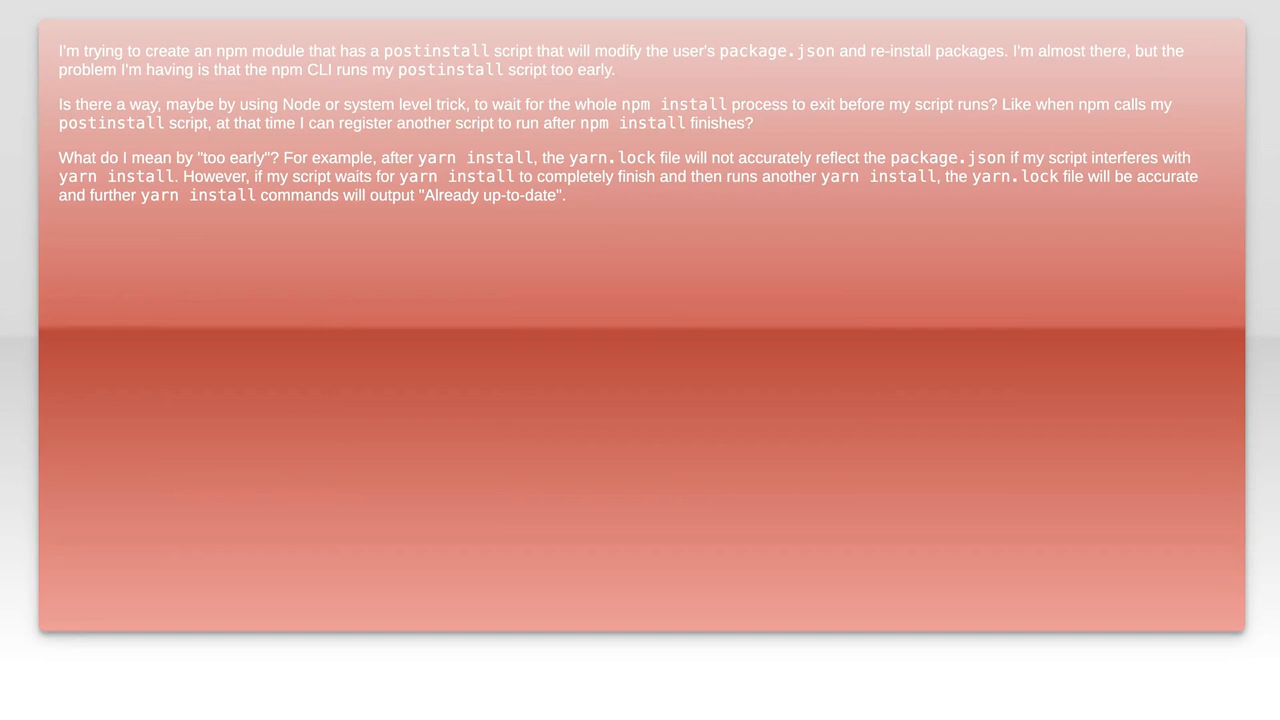 I'm trying to create an npm module that has a postinstall script that will modify the user's package.json and re-install packages. I'm almost there, but the
problem I'm having is that the npm CLI runs my postinstall script too early.
Is there a way, maybe by using Node or system level trick, to wait for the whole npm install process to exit before my script runs? Like when npm calls my
postinstall script, at that time I can register another script to run after npm install finishes?
What do I mean by "too early"? For example, after yarn install, the yarn.lock file will not accurately reflect the package.json if my script interferes with
yarn install. However, if my script waits for yarn install to completely finish and then runs another yarn install, the yarn.lock file will be accurate
and further yarn install commands will output "Already up-to-date".